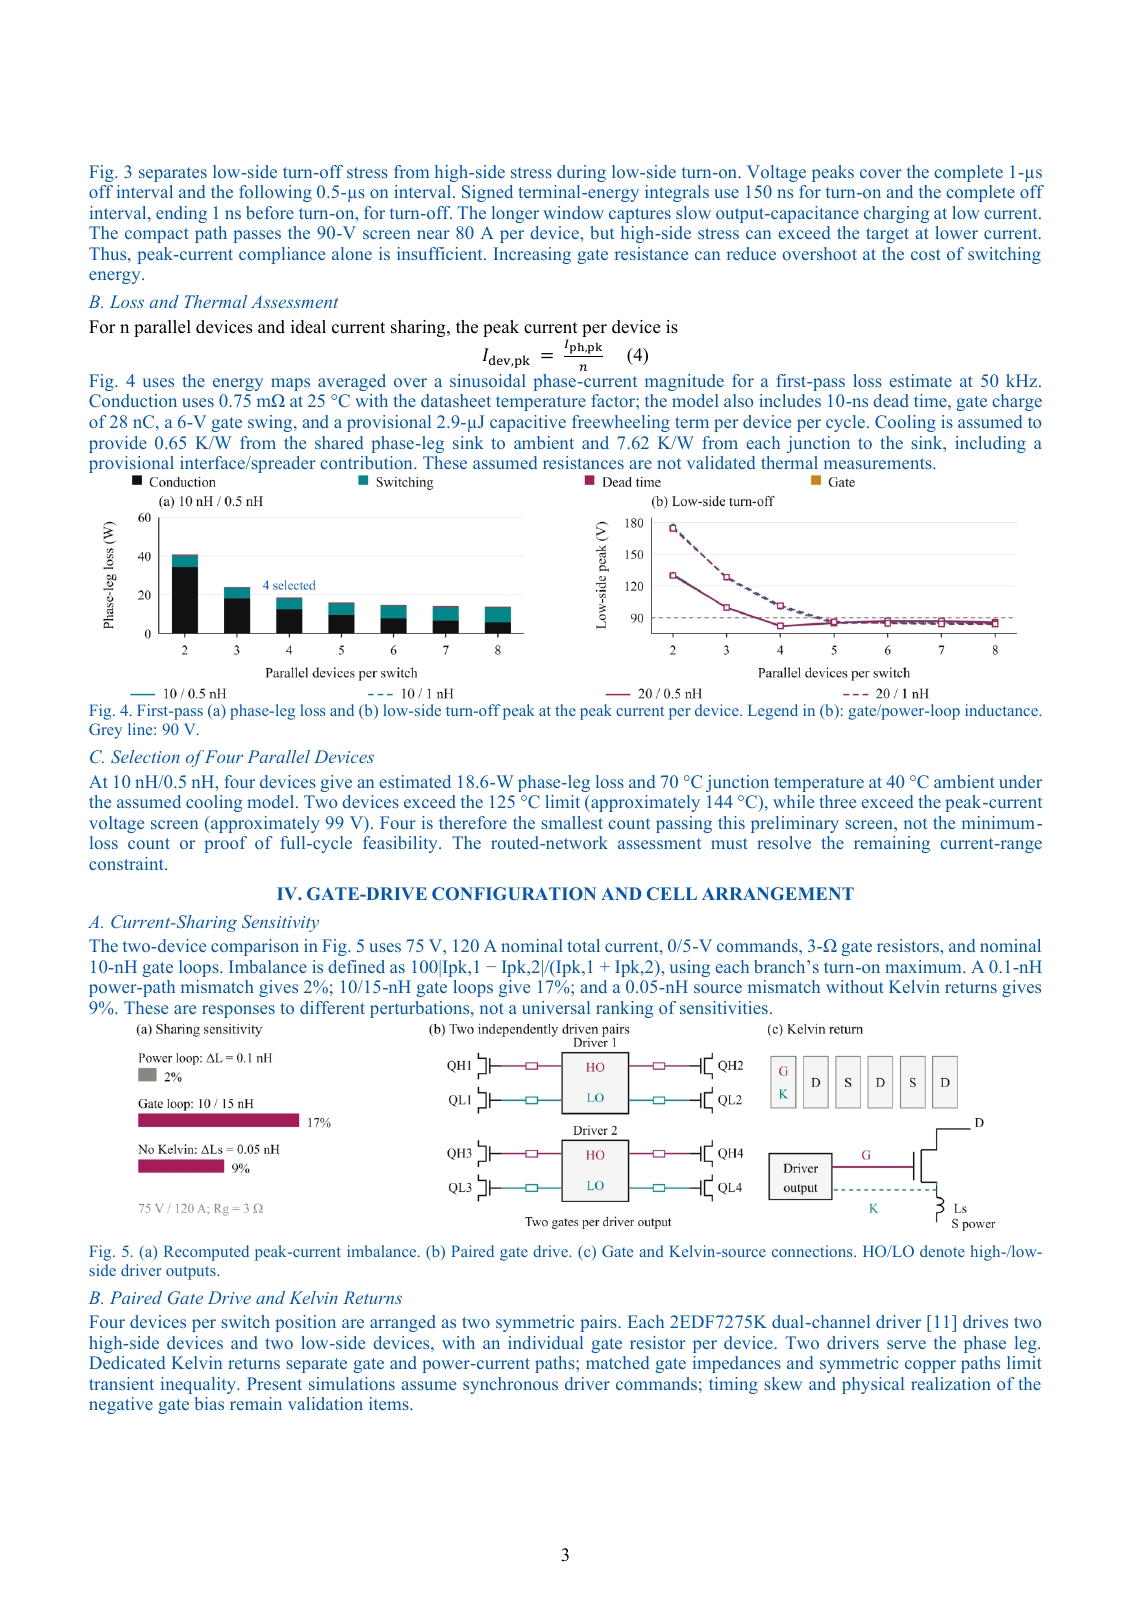 Fig. 3 separates low-side turn-off stress from high-side stress during low-side turn-on. Voltage peaks cover the complete 1-μs
off interval and the following 0.5-μs on interval. Signed terminal-energy integrals use 150 ns for turn-on and the complete off
interval, ending 1 ns before turn-on, for turn-off. The longer window captures slow output-capacitance charging at low current.
The compact path passes the 90-V screen near 80 A per device, but high-side stress can exceed the target at lower current.
Thus, peak-current compliance alone is insufficient. Increasing gate resistance can reduce overshoot at the cost of switching
energy.
B. Loss and Thermal Assessment
For n parallel devices and ideal current sharing, the peak current per device is
I_dev,pk = I_ph,pk / n (4)
Fig. 4 uses the energy maps averaged over a sinusoidal phase-current magnitude for a first-pass loss estimate at 50 kHz.
Conduction uses 0.75 mΩ at 25 °C with the datasheet temperature factor; the model also includes 10-ns dead time, gate charge
of 28 nC, a 6-V gate swing, and a provisional 2.9-μJ capacitive freewheeling term per device per cycle. Cooling is assumed to
provide 0.65 K/W from the shared phase-leg sink to ambient and 7.62 K/W from each junction to the sink, including a
provisional interface/spreader contribution. These assumed resistances are not validated thermal measurements.
Conduction Switching Dead time Gate
(a) 10 nH / 0.5 nH
Phase-leg loss (W)
60
40
20
0
4 selected
2 3 4 5 6 7 8
Parallel devices per switch
(b) Low-side turn-off
Low-side peak (V)
180
150
120
90
2 3 4 5 6 7 8
Parallel devices per switch
10 / 0.5 nH 10 / 1 nH 20 / 0.5 nH 20 / 1 nH
Fig. 4. First-pass (a) phase-leg loss and (b) low-side turn-off peak at the peak current per device. Legend in (b): gate/power-loop inductance.
Grey line: 90 V.
C. Selection of Four Parallel Devices
At 10 nH/0.5 nH, four devices give an estimated 18.6-W phase-leg loss and 70 °C junction temperature at 40 °C ambient under
the assumed cooling model. Two devices exceed the 125 °C limit (approximately 144 °C), while three exceed the peak-current
voltage screen (approximately 99 V). Four is therefore the smallest count passing this preliminary screen, not the minimum-
loss count or proof of full-cycle feasibility. The routed-network assessment must resolve the remaining current-range
constraint.
IV. GATE-DRIVE CONFIGURATION AND CELL ARRANGEMENT
A. Current-Sharing Sensitivity
The two-device comparison in Fig. 5 uses 75 V, 120 A nominal total current, 0/5-V commands, 3-Ω gate resistors, and nominal
10-nH gate loops. Imbalance is defined as 100|Ipk,1 − Ipk,2|/(Ipk,1 + Ipk,2), using each branch’s turn-on maximum. A 0.1-nH
power-path mismatch gives 2%; 10/15-nH gate loops give 17%; and a 0.05-nH source mismatch without Kelvin returns gives
9%. These are responses to different perturbations, not a universal ranking of sensitivities.
(a) Sharing sensitivity
Power loop: ΔL = 0.1 nH
2%
Gate loop: 10 / 15 nH
17%
No Kelvin: ΔLs = 0.05 nH
9%
75 V / 120 A; Rg = 3 Ω
(b) Two independently driven pairs
Driver 1
QH1 HO QH2
QL1 LO QL2
Driver 2
QH3 HO QH4
QL3 LO QL4
Two gates per driver output
(c) Kelvin return
G
K
D S D S D
D
G
Driver
output
K
Ls
S power
Fig. 5. (a) Recomputed peak-current imbalance. (b) Paired gate drive. (c) Gate and Kelvin-source connections. HO/LO denote high-/low-
side driver outputs.
B. Paired Gate Drive and Kelvin Returns
Four devices per switch position are arranged as two symmetric pairs. Each 2EDF7275K dual-channel driver [11] drives two
high-side devices and two low-side devices, with an individual gate resistor per device. Two drivers serve the phase leg.
Dedicated Kelvin returns separate gate and power-current paths; matched gate impedances and symmetric copper paths limit
transient inequality. Present simulations assume synchronous driver commands; timing skew and physical realization of the
negative gate bias remain validation items.
3